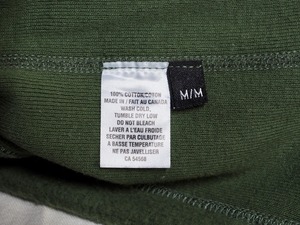 100% COTTON/COTON
MADE IN / FAIT AU CANADA
WASH COLD,
TUMBLE DRY LOW
DO NOT BLEACH
LAVER A L'EAU FROIDE
SECHER PAR CULBUTAGE
A BASSE TEMPERATURE
NE PAS JAVELLISER
CA 54508
M/M